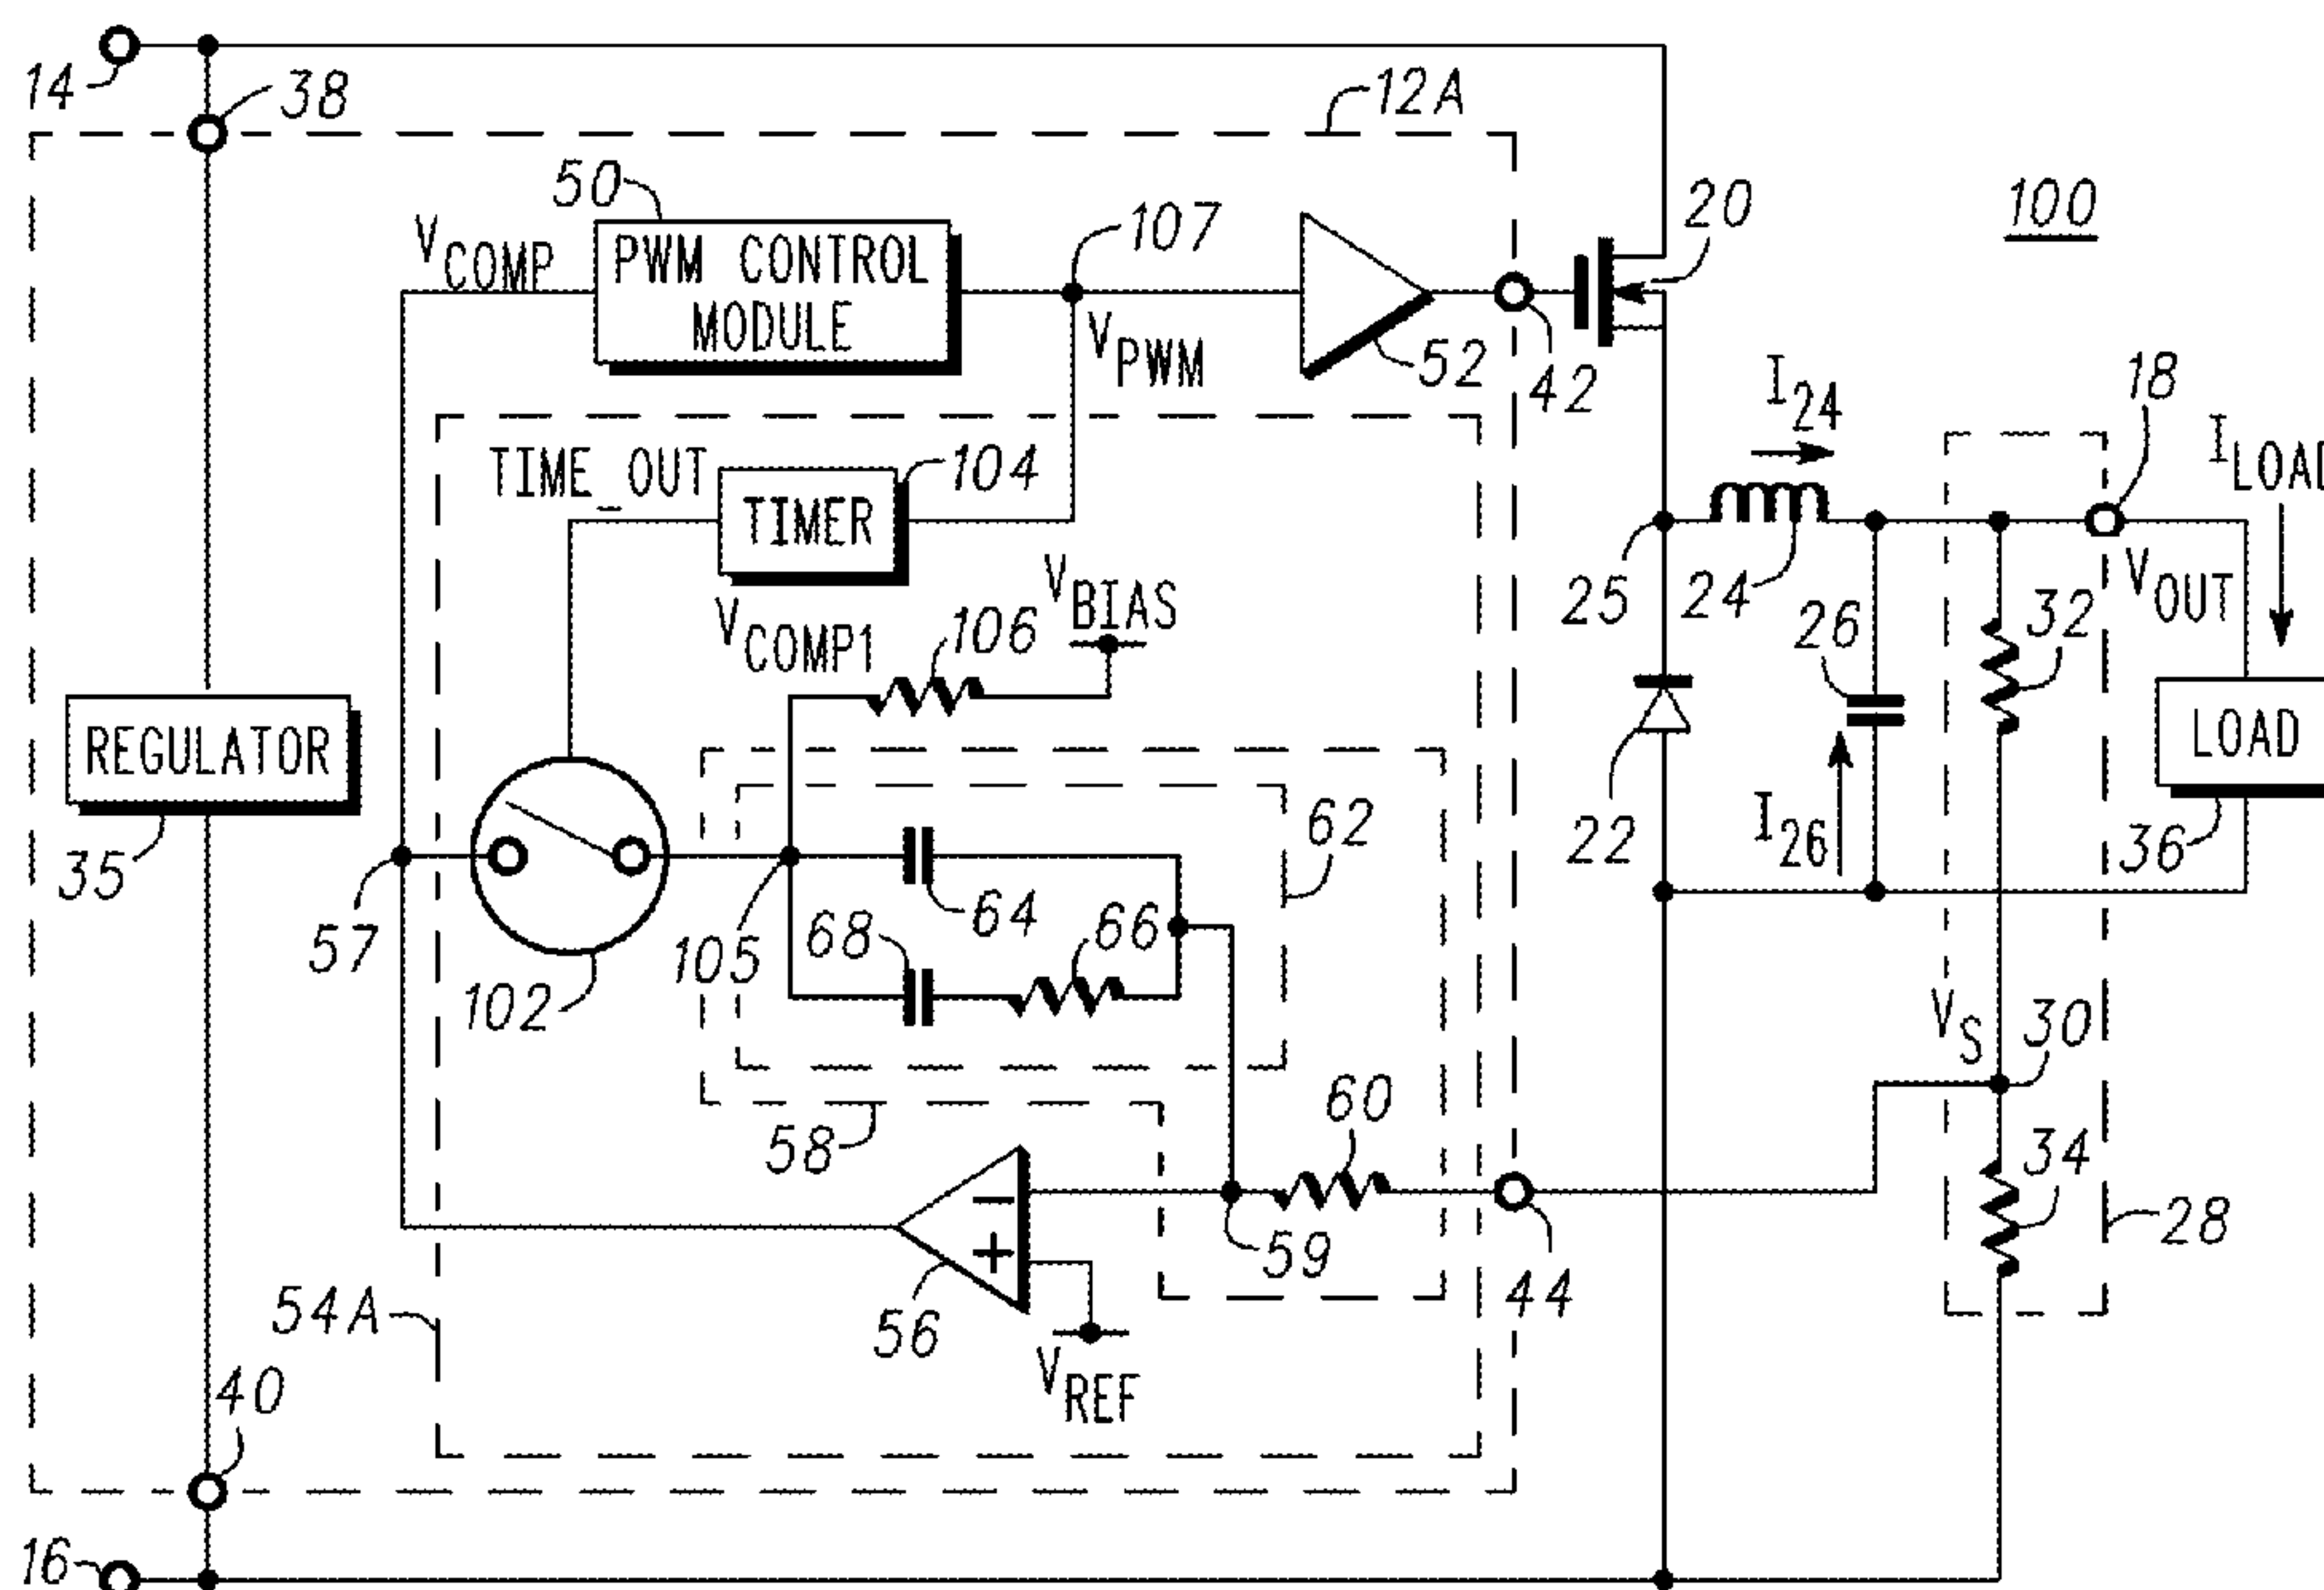 14
38
12A
50
107
20
100
V_COMP
PWM CONTROL
MODULE
V_PWM
52
42
I_24
18
I_LOAD
TIME_OUT
104
TIMER
V_COMP1
106
V_BIAS
25
24
26
32
V_OUT
REGULATOR
35
LOAD
36
22
I_26
62
57
102
105
68
64
66
V_S
30
58
60
34
28
59
44
54A
56
V_REF
40
16